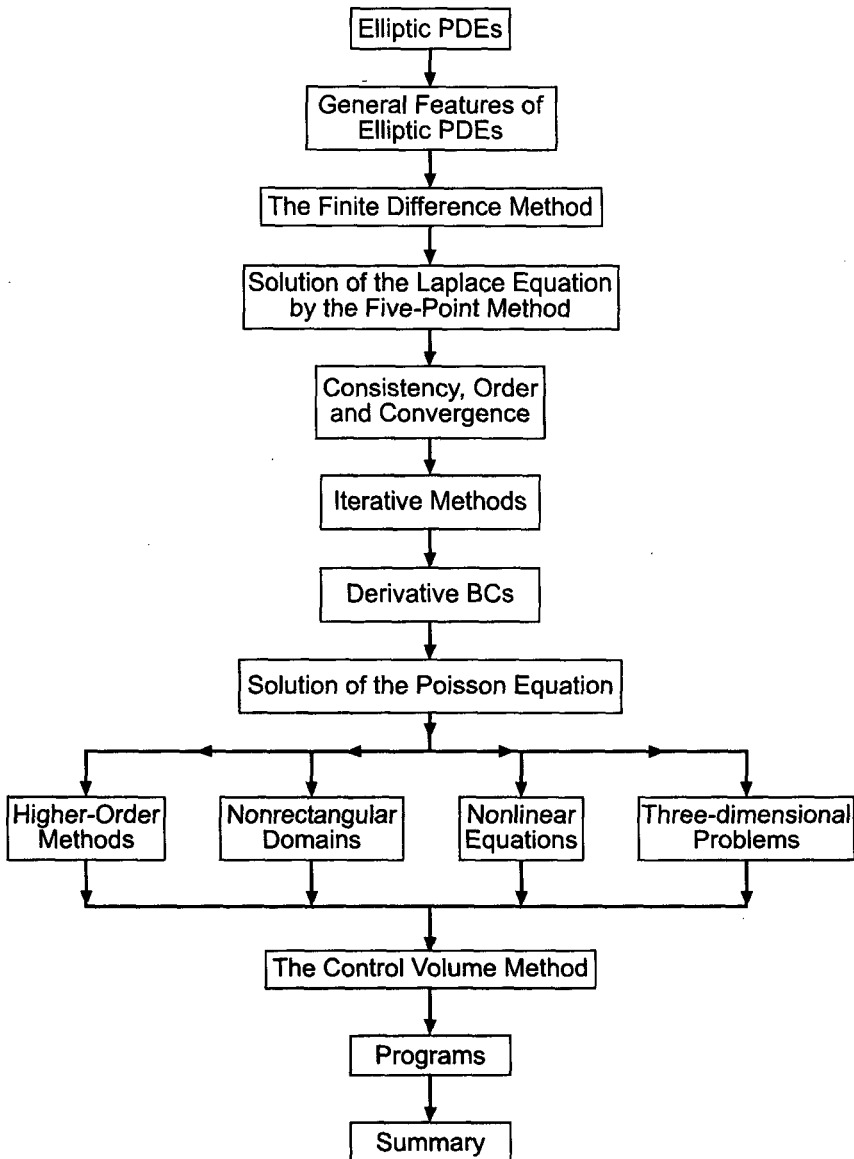 Elliptic PDEs
General Features of
Elliptic PDEs
The Finite Difference Method
Solution of the Laplace Equation
by the Five-Point Method
Consistency, Order
and Convergence
Iterative Methods
Derivative BCs
Solution of the Poisson Equation
Higher-Order
Methods
Nonrectangular
Domains
Nonlinear
Equations
Three-dimensional
Problems
The Control Volume Method
Programs
Summary